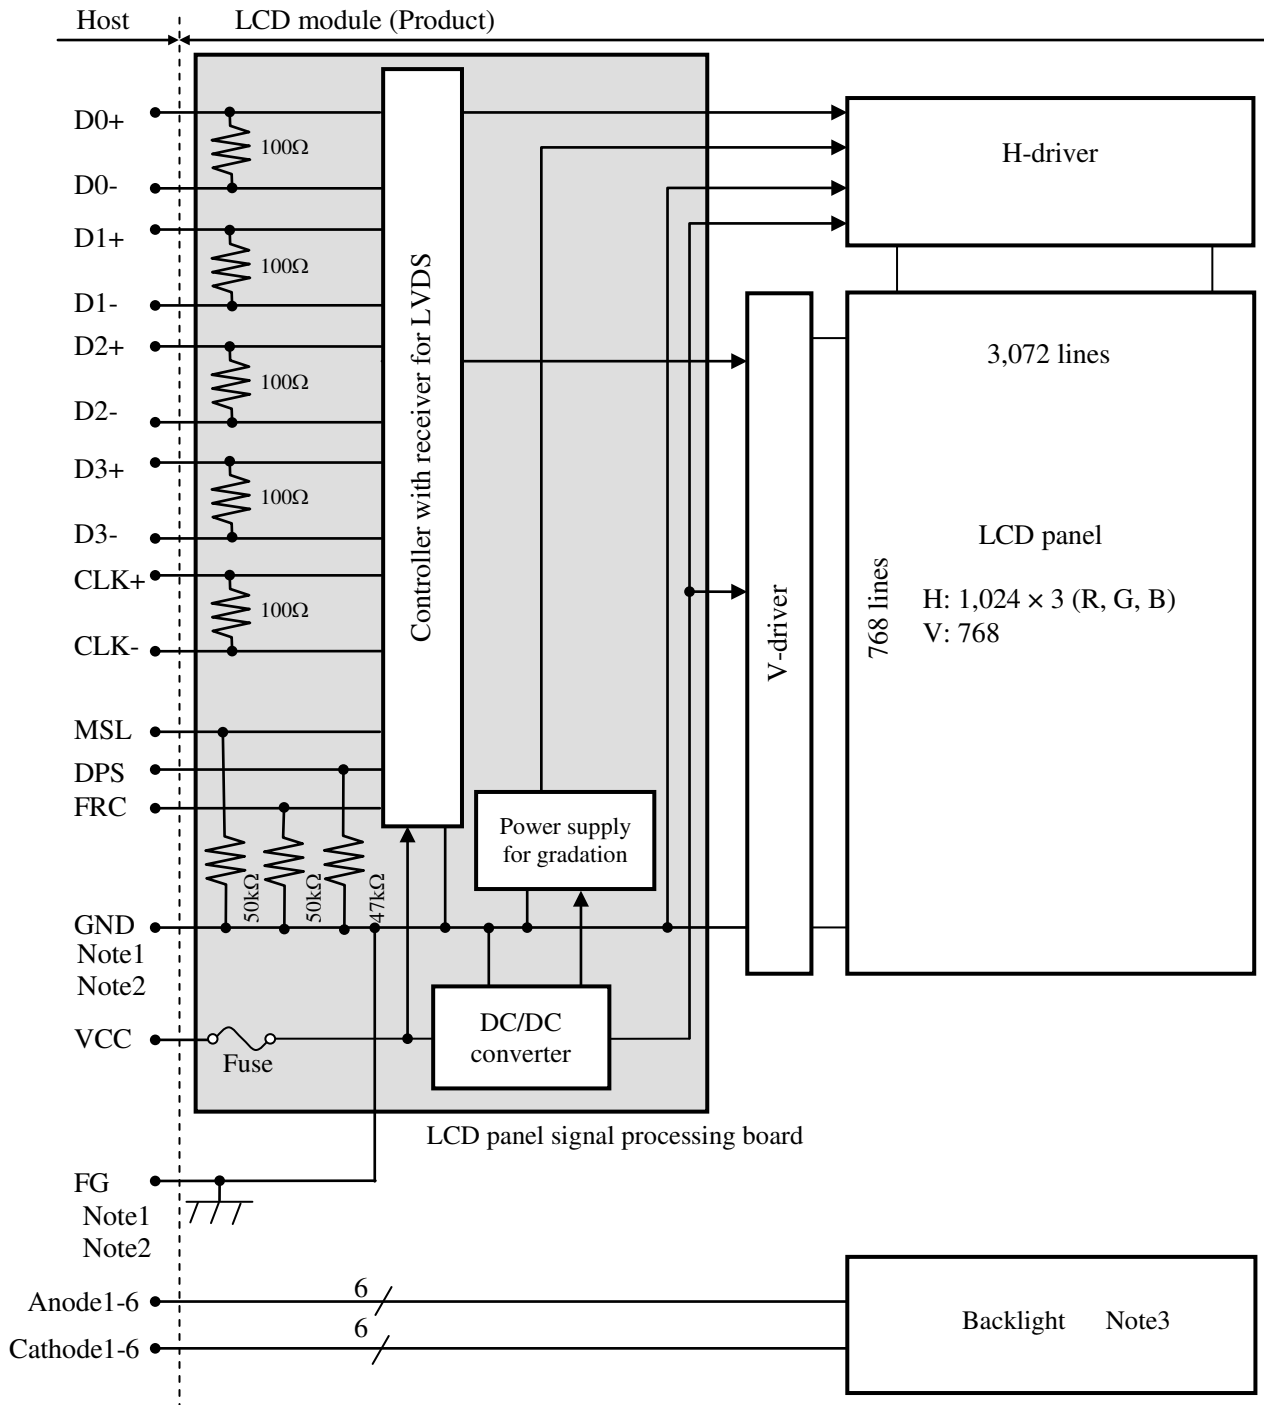 Host
LCD module (Product)
D0+
100Ω
D0-
D1+
100Ω
D1-
D2+
100Ω
D2-
D3+
100Ω
D3-
CLK+
100Ω
CLK-
MSL
DPS
FRC
50kΩ
50kΩ
47kΩ
GND
Note1
Note2
VCC
Fuse
Controller with receiver for LVDS
Power supply
for gradation
DC/DC
converter
LCD panel signal processing board
H-driver
V-driver
3,072 lines
768 lines
LCD panel
H: 1,024 × 3 (R, G, B)
V: 768
FG
Note1
Note2
Anode1-6
6
Cathode1-6
6
Backlight Note3